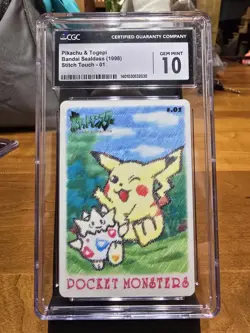 CGC
CERTIFIED GUARANTY COMPANY
Pikachu & Togepi
Bandai Sealdass (1998)
Stitch Touch - 01
GEM MINT
10
POCKET MONSTERS